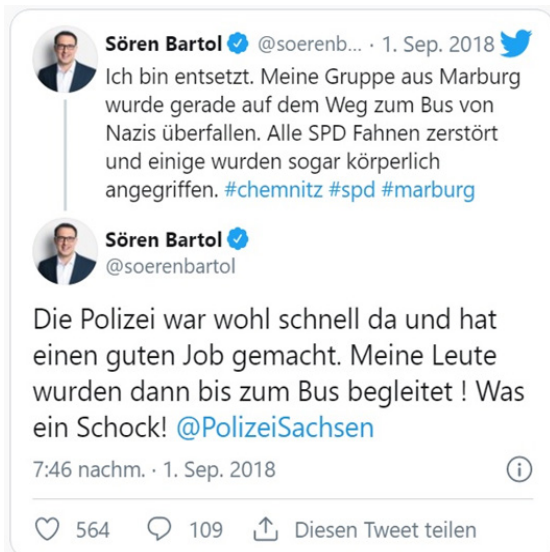 Sören Bartol @soerenb... · 1. Sep. 2018
Ich bin entsetzt. Meine Gruppe aus Marburg
wurde gerade auf dem Weg zum Bus von
Nazis überfallen. Alle SPD Fahnen zerstört
und einige wurden sogar körperlich
angegriffen. #chemnitz #spd #marburg
Sören Bartol
@soerenbartol
Die Polizei war wohl schnell da und hat
einen guten Job gemacht. Meine Leute
wurden dann bis zum Bus begleitet ! Was
ein Schock! @PolizeiSachsen
7:46 nachm. · 1. Sep. 2018
564 109 Diesen Tweet teilen